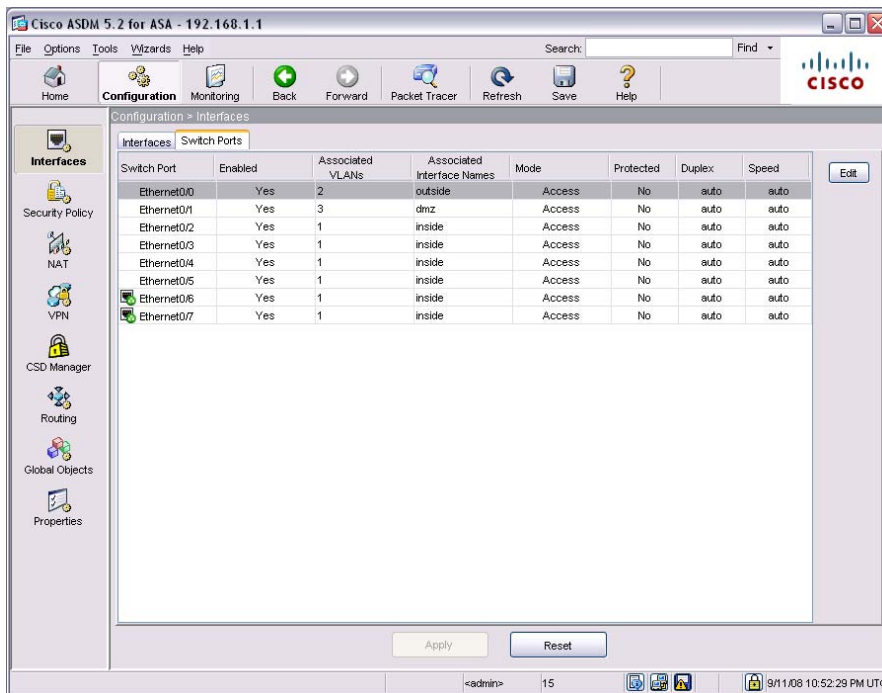 Cisco ASDM 5.2 for ASA - 192.168.1.1
File Options Tools Wizards Help Search: Find
Home Configuration Monitoring Back Forward Packet Tracer Refresh Save Help
CISCO
Configuration > Interfaces
Interfaces
Security Policy
NAT
VPN
CSD Manager
Routing
Global Objects
Properties
Interfaces Switch Ports
Switch Port Enabled Associated VLANs Associated Interface Names Mode Protected Duplex Speed
Ethernet0/0 Yes 2 outside Access No auto auto
Ethernet0/1 Yes 3 dmz Access No auto auto
Ethernet0/2 Yes 1 inside Access No auto auto
Ethernet0/3 Yes 1 inside Access No auto auto
Ethernet0/4 Yes 1 inside Access No auto auto
Ethernet0/5 Yes 1 inside Access No auto auto
Ethernet0/6 Yes 1 inside Access No auto auto
Ethernet0/7 Yes 1 inside Access No auto auto
Edit
Apply Reset
<admin> 15 9/11/08 10:52:29 PM UTC